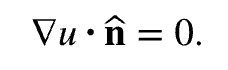 ∇u · n̂ = 0.